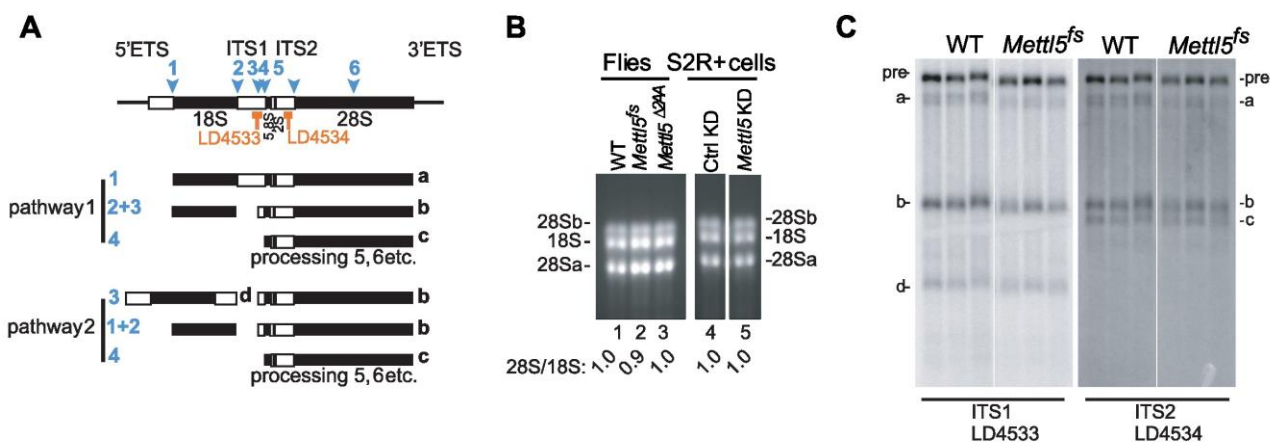 A
5'ETS ITS1 ITS2 3'ETS
1 2 3 4 5 6
18S 5.8S 2S 28S
LD4533 LD4534
pathway1
1 a
2+3 b
4 c
processing 5, 6etc.
pathway2
3 d b
1+2 b
4 c
processing 5, 6etc.
B
Flies S2R+cells
WT Mettl5fs Mettl5Δ2AA Ctrl KD Mettl5 KD
28Sb- -28Sb
18S- -18S
28Sa- -28Sa
1 2 3 4 5
28S/18S: 1.0 0.9 1.0 1.0 1.0
C
WT Mettl5fs WT Mettl5fs
pre- -pre
a- -a
b- -b
-c
d-
ITS1 ITS2
LD4533 LD4534